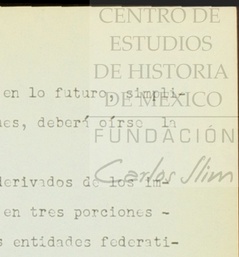 CENTRO DE
ESTUDIOS
DE HISTORIA
DE MÉXICO
FUNDACIÓN
Carlos Slim
en lo futuro, simpli-
nes, deberá oírse la
derivados de los im-
en tres porciones -
s entidades federati-